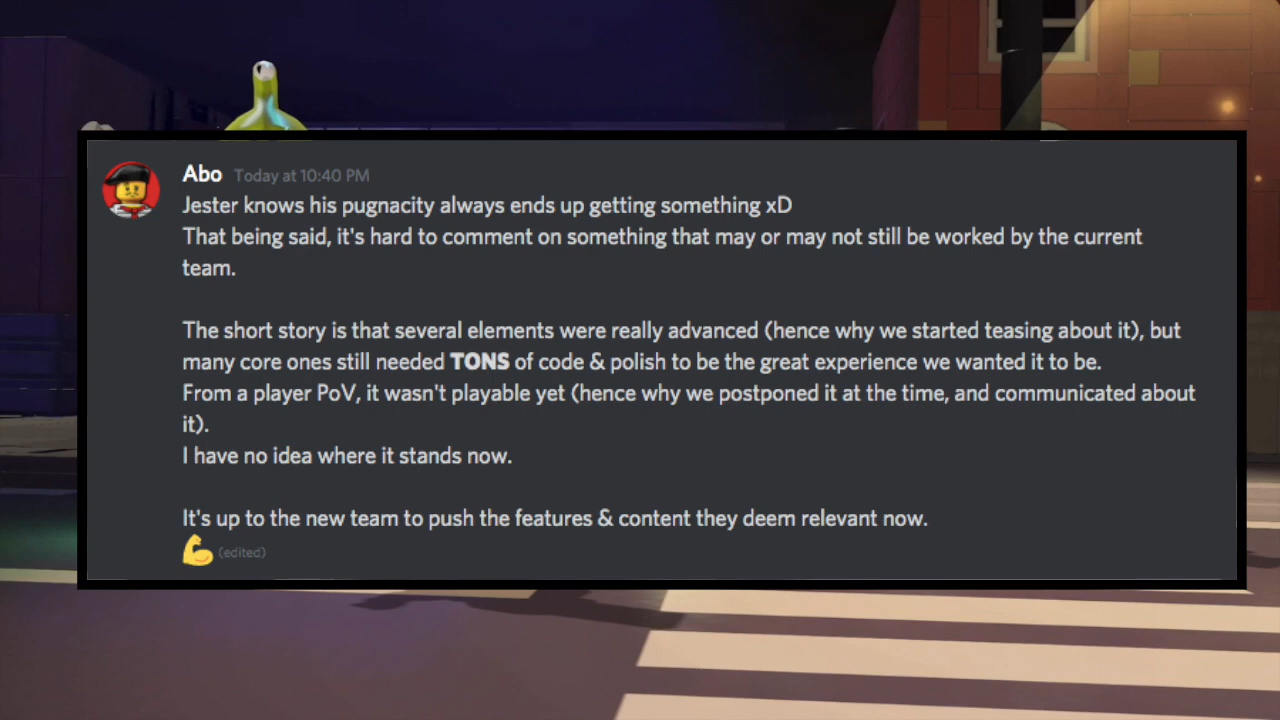 Abo Today at 10:40 PM
Jester knows his pugnacity always ends up getting something xD
That being said, it's hard to comment on something that may or may not still be worked by the current
team.
The short story is that several elements were really advanced (hence why we started teasing about it), but
many core ones still needed TONS of code & polish to be the great experience we wanted it to be.
From a player PoV, it wasn't playable yet (hence why we postponed it at the time, and communicated about
it).
I have no idea where it stands now.
It's up to the new team to push the features & content they deem relevant now.
💪 (edited)